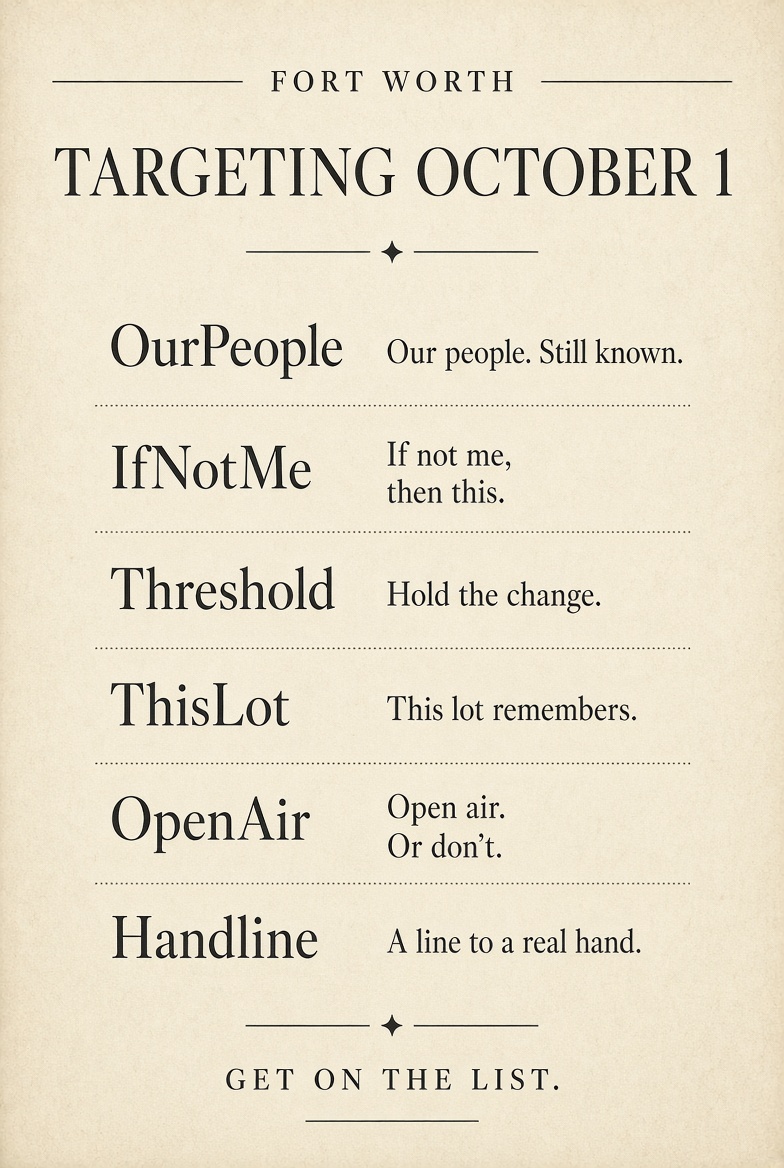 FORT WORTH
TARGETING OCTOBER 1
OurPeople
Our people. Still known.
IfNotMe
If not me,
then this.
Threshold
Hold the change.
ThisLot
This lot remembers.
OpenAir
Open air.
Or don’t.
Handline
A line to a real hand.
GET ON THE LIST.